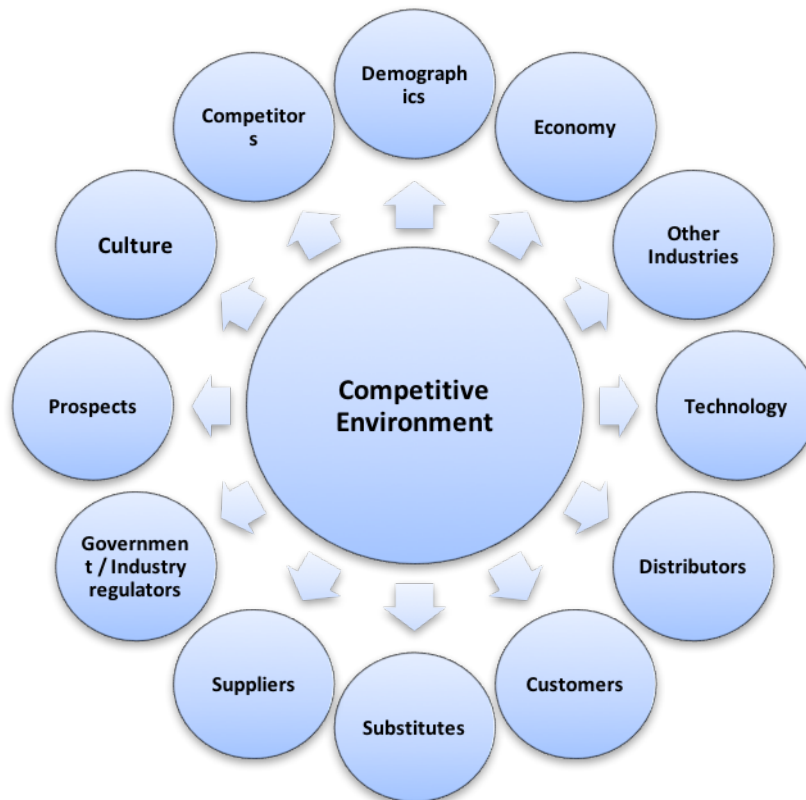 Demograph
ics
Economy
Other
Industries
Technology
Distributors
Customers
Substitutes
Suppliers
Governmen
t / Industry
regulators
Prospects
Culture
Competitor
s
Competitive
Environment